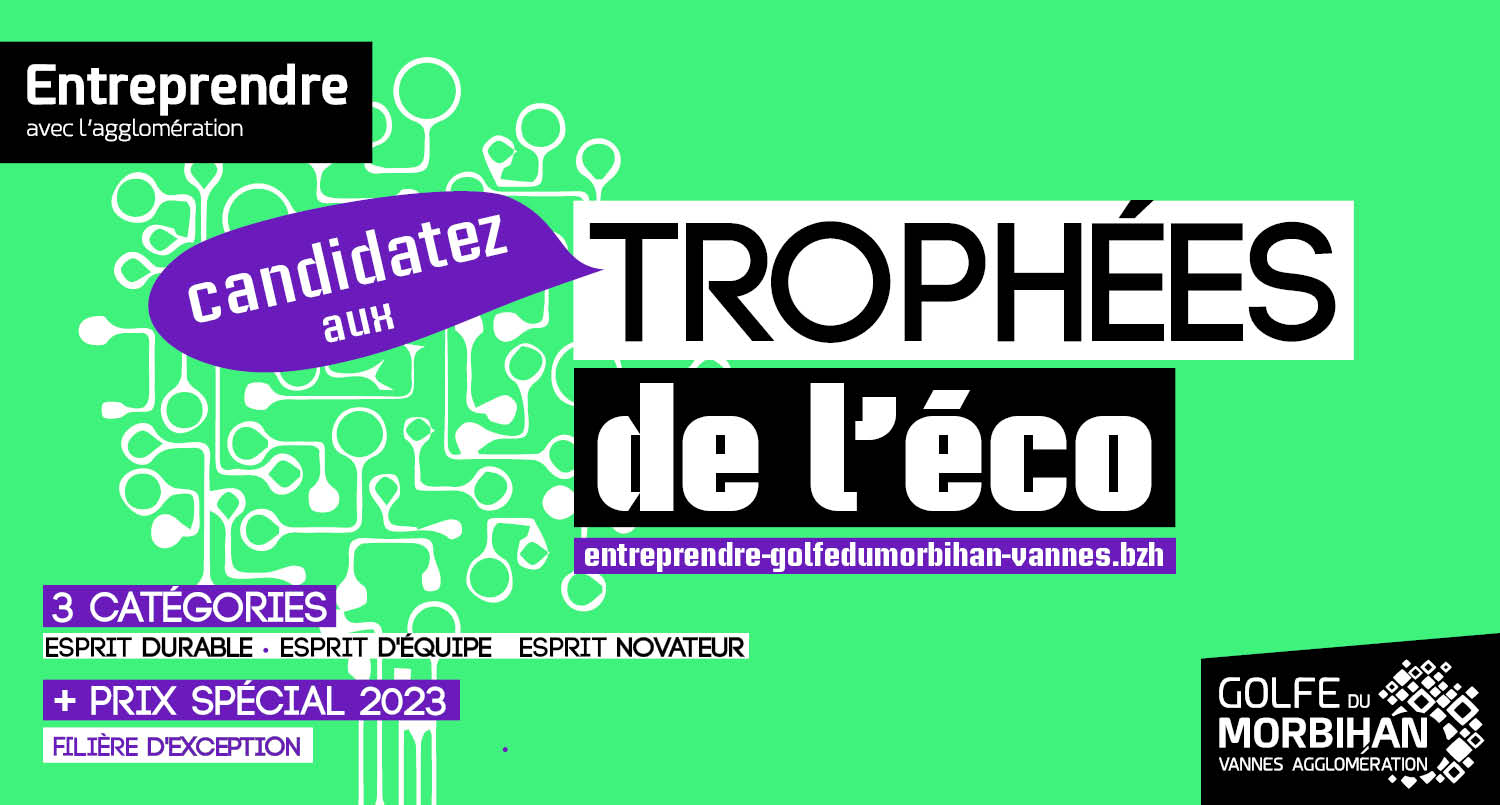 Entreprendre
avec l'agglomération
candidatez
aux
TROPHÉES
de l'éco
entreprendre-golfedumorbihan-vannes.bzh
3 CATÉGORIES
ESPRIT DURABLE • ESPRIT D'ÉQUIPE ESPRIT NOVATEUR
+ PRIX SPÉCIAL 2023
FILIÈRE D'EXCEPTION
GOLFE DU
MORBIHAN
VANNES AGGLOMÉRATION